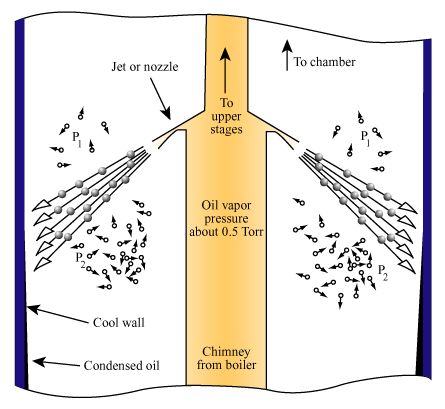 To chamber
Jet or nozzle
To
upper
stages
P1
P1
Oil vapor
pressure
about 0.5 Torr
P2
P2
Cool wall
Condensed oil
Chimney
from boiler